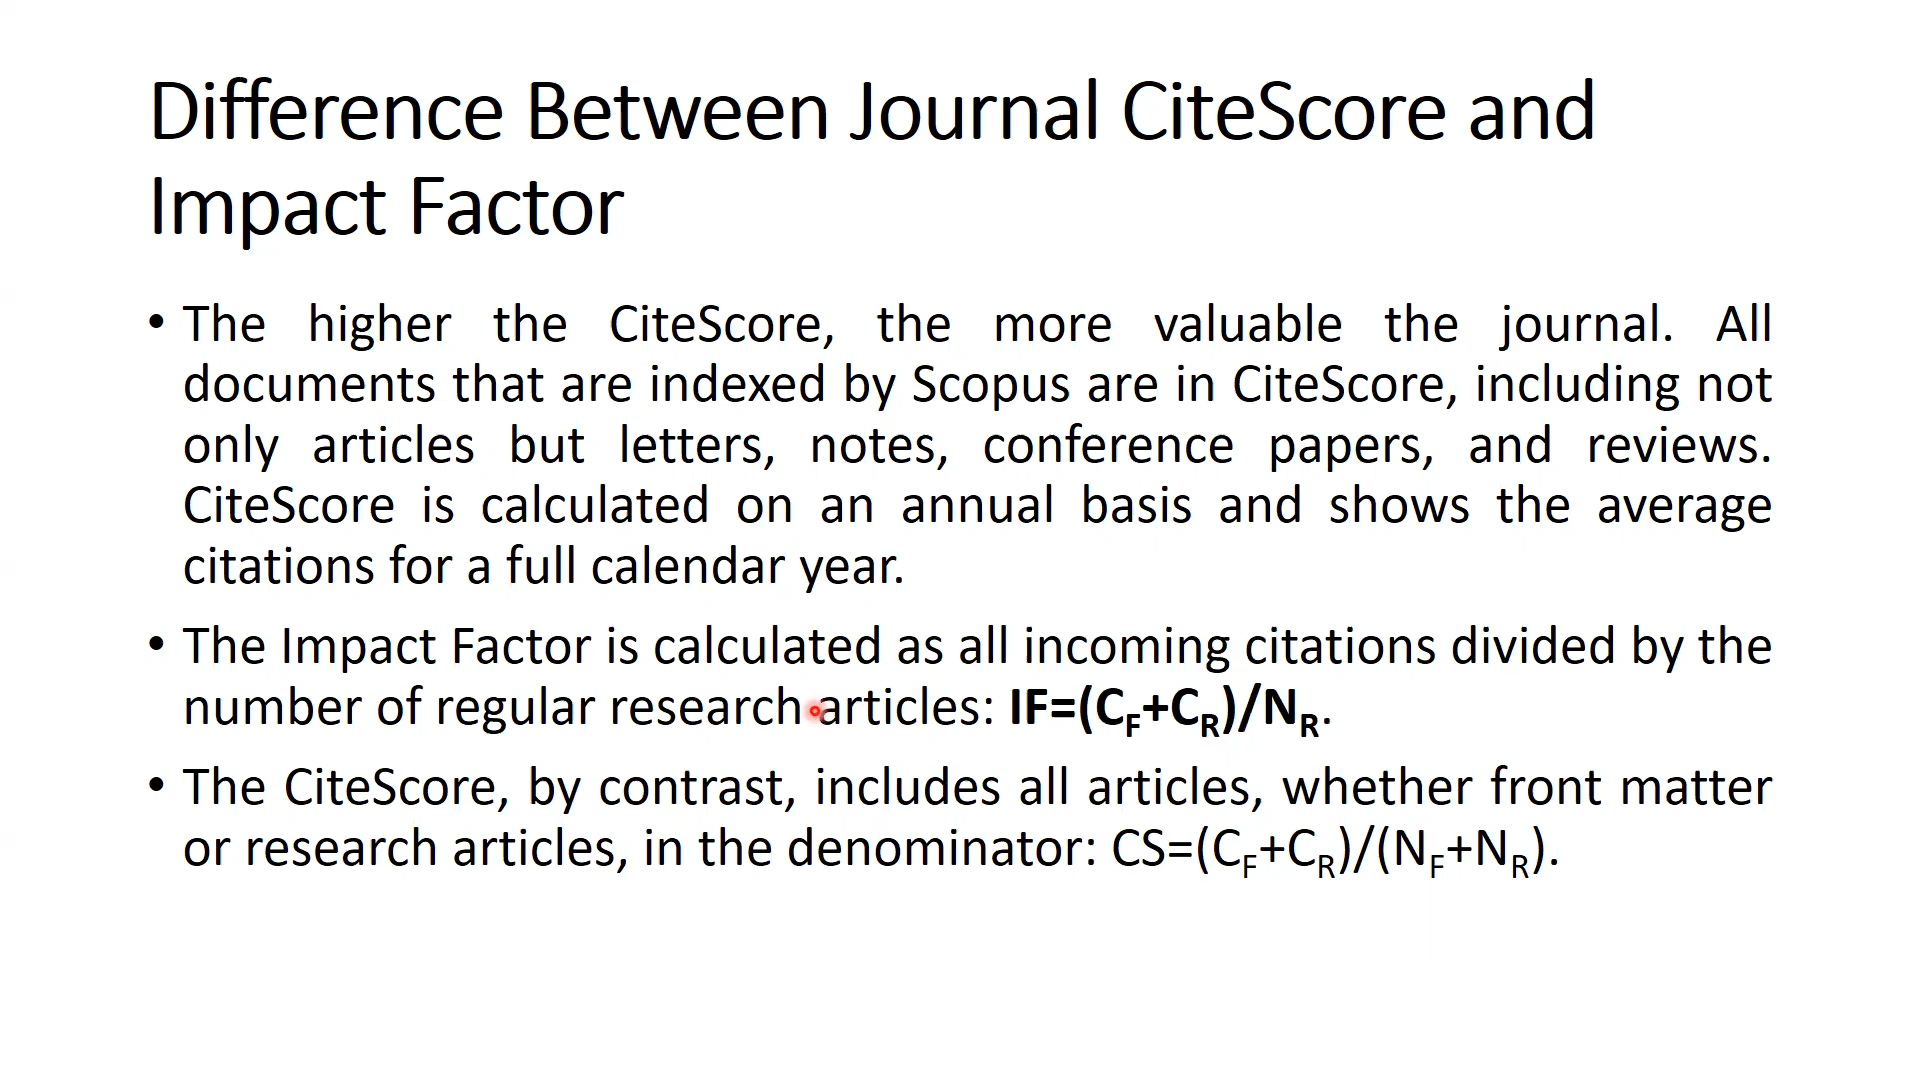 Difference Between Journal CiteScore and
Impact Factor
• The higher the CiteScore, the more valuable the journal. All
documents that are indexed by Scopus are in CiteScore, including not
only articles but letters, notes, conference papers, and reviews.
CiteScore is calculated on an annual basis and shows the average
citations for a full calendar year.
• The Impact Factor is calculated as all incoming citations divided by the
number of regular research articles: IF=(CF+CR)/NR.
• The CiteScore, by contrast, includes all articles, whether front matter
or research articles, in the denominator: CS=(CF+CR)/(NF+NR).